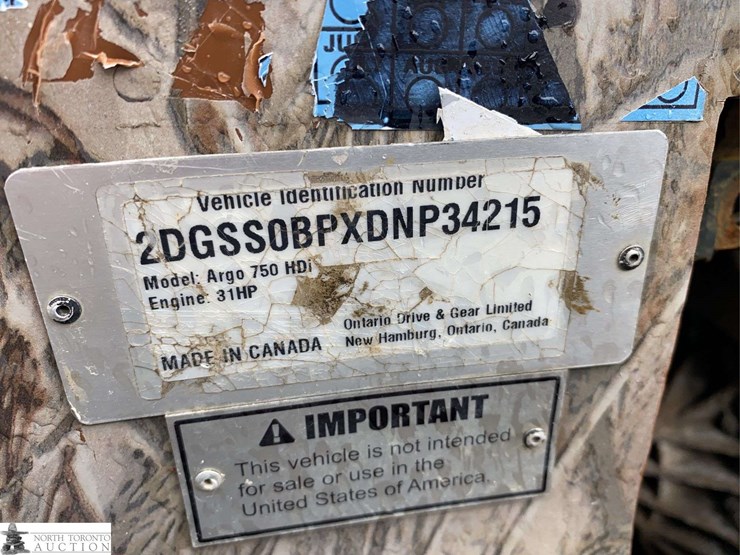 JU
Vehicle Identification Number
2DGSS0BPXDNP34215
Model: Argo 750 HDi
Engine: 31HP
Ontario Drive & Gear Limited
MADE IN CANADA New Hamburg, Ontario, Canada
IMPORTANT
This vehicle is not intended
for sale or use in the
United States of America.
NORTH TORONTO
AUCTION